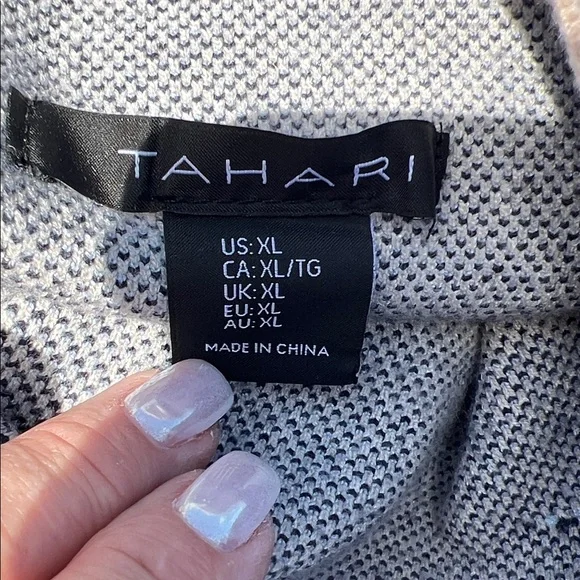 TAHARI
US: XL
CA: XL/TG
UK: XL
EU: XL
AU: XL
MADE IN CHINA